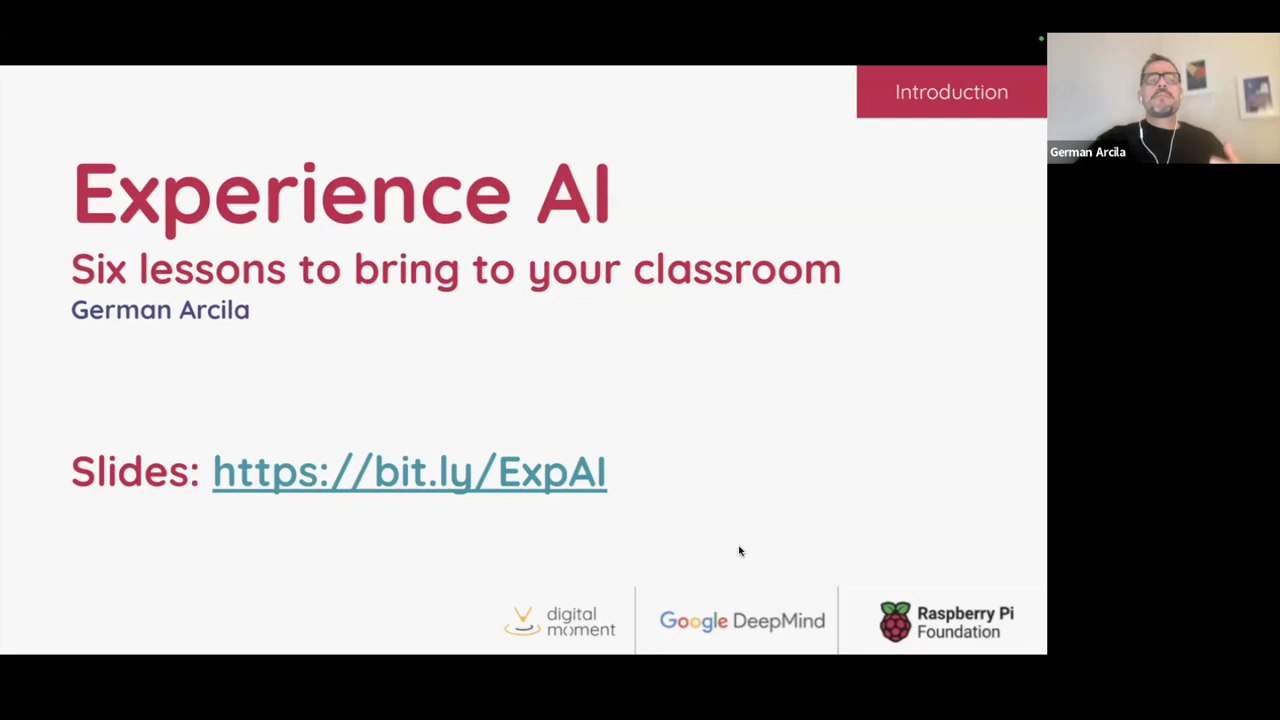 Introduction
German Arcila
Experience AI
Six lessons to bring to your classroom
German Arcila
Slides: https://bit.ly/ExpAI
digital
moment
Google DeepMind
Raspberry Pi
Foundation